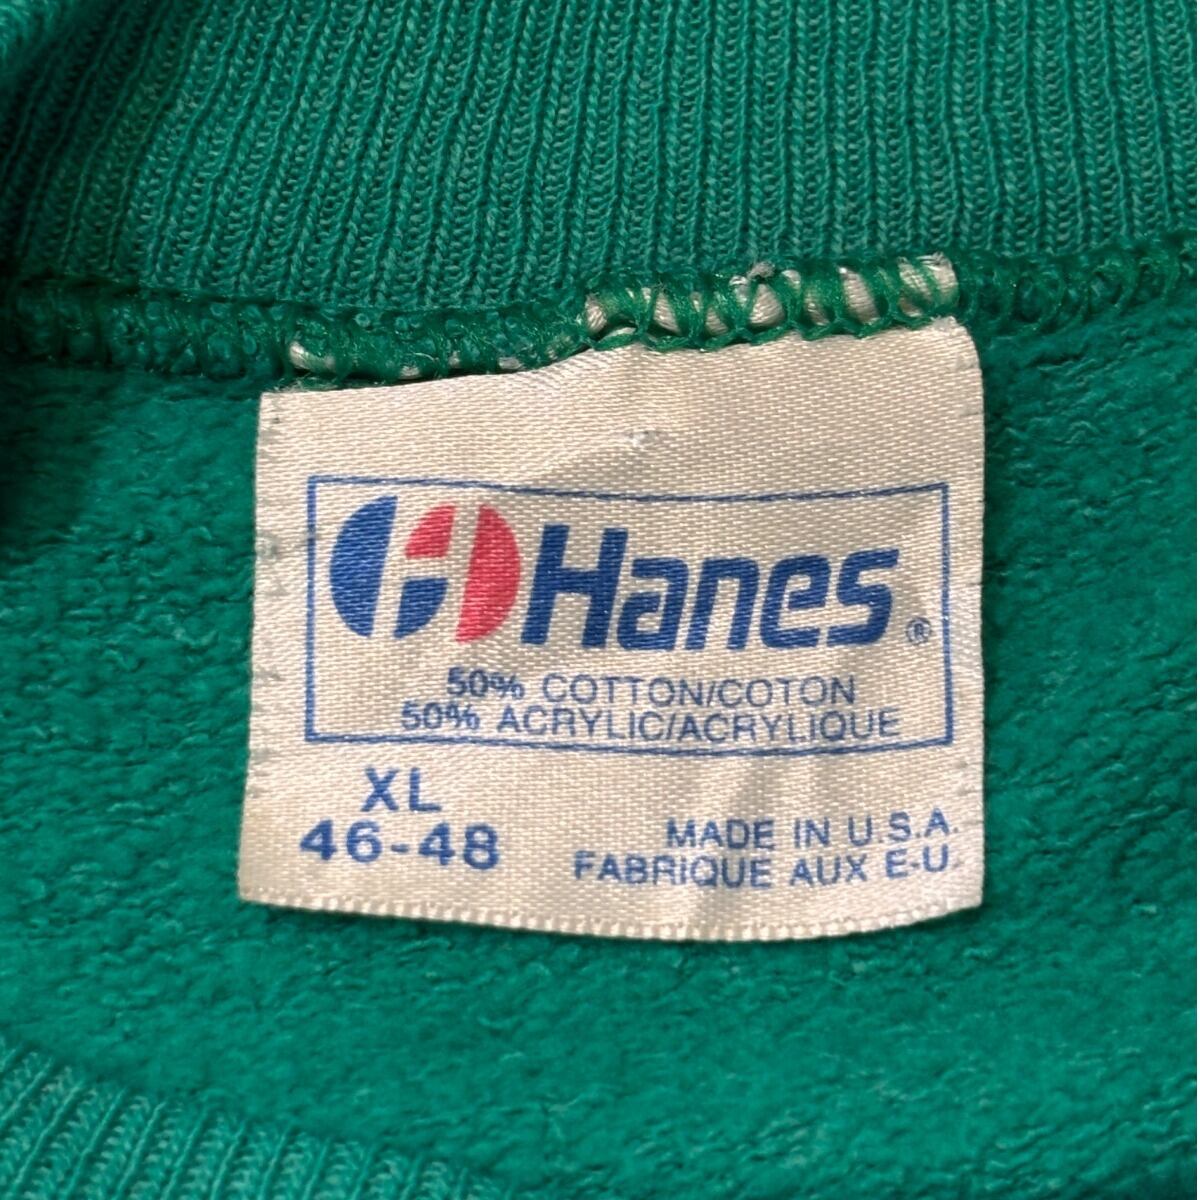 Hanes®
50% COTTON/COTON
50% ACRYLIC/ACRYLIQUE
XL
46-48
MADE IN U.S.A.
FABRIQUE AUX E-U.